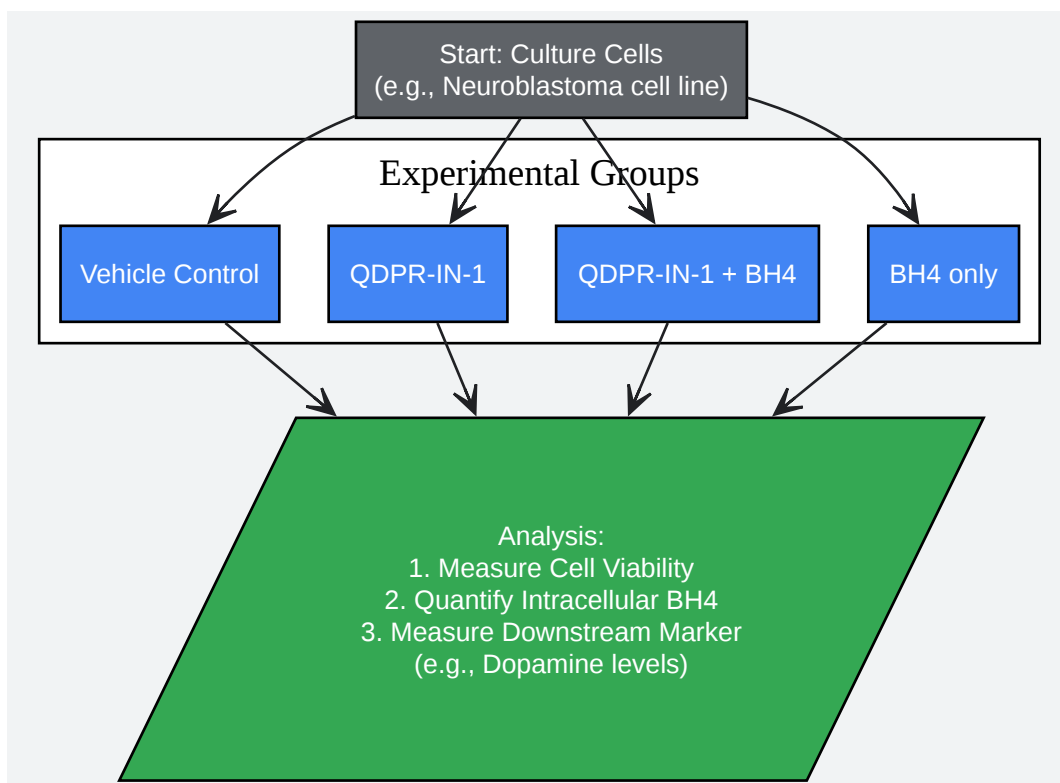 Start: Culture Cells
(e.g., Neuroblastoma cell line)
Experimental Groups
Vehicle Control
QDPR-IN-1
QDPR-IN-1 + BH4
BH4 only
Analysis:
1. Measure Cell Viability
2. Quantify Intracellular BH4
3. Measure Downstream Marker
(e.g., Dopamine levels)